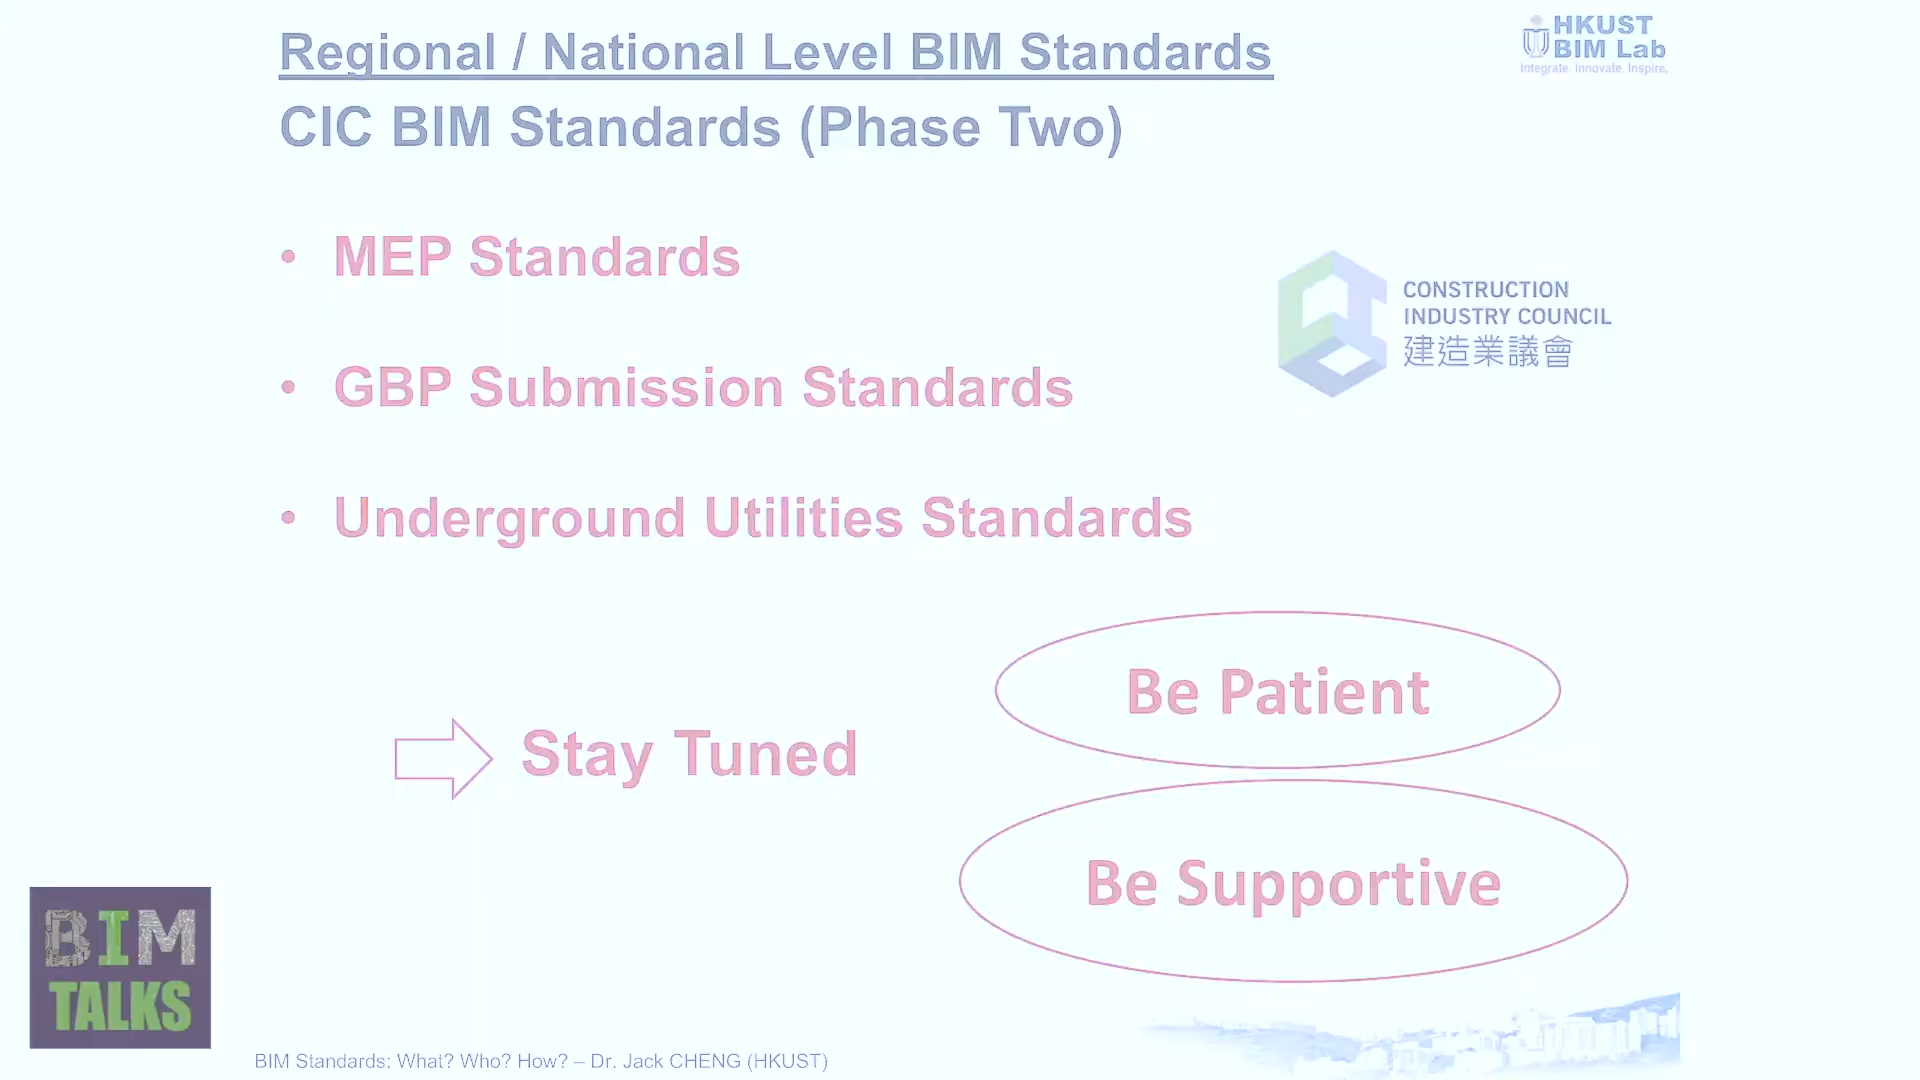 Regional / National Level BIM Standards
HKUST
BIM Lab
Integrate. Innovate. Inspire.
CIC BIM Standards (Phase Two)
• MEP Standards
CONSTRUCTION
INDUSTRY COUNCIL
建造業議會
• GBP Submission Standards
• Underground Utilities Standards
Be Patient
Stay Tuned
Be Supportive
BIM
TALKS
BIM Standards: What? Who? How? – Dr. Jack CHENG (HKUST)